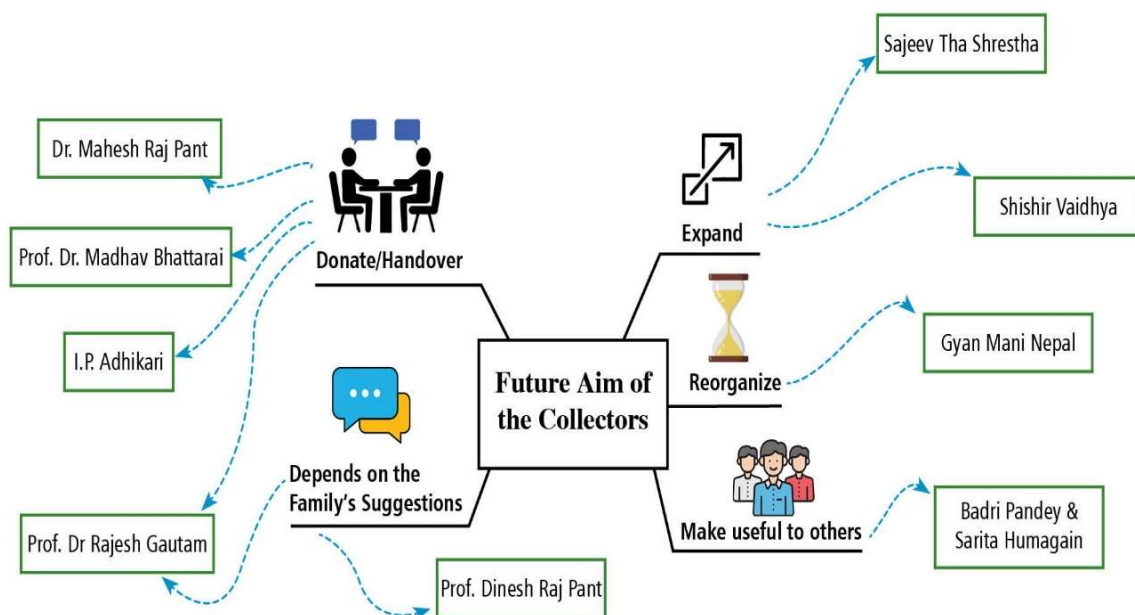 Sajeev Tha Shrestha
Dr. Mahesh Raj Pant
Shishir Vaidhya
Expand
Prof. Dr. Madhav Bhattarai
Donate/Handover
I.P. Adhikari
Gyan Mani Nepal
Reorganize
Future Aim of
the Collectors
Depends on the
Family's Suggestions
Make useful to others
Badri Pandey &
Sarita Humagain
Prof. Dr Rajesh Gautam
Prof. Dinesh Raj Pant